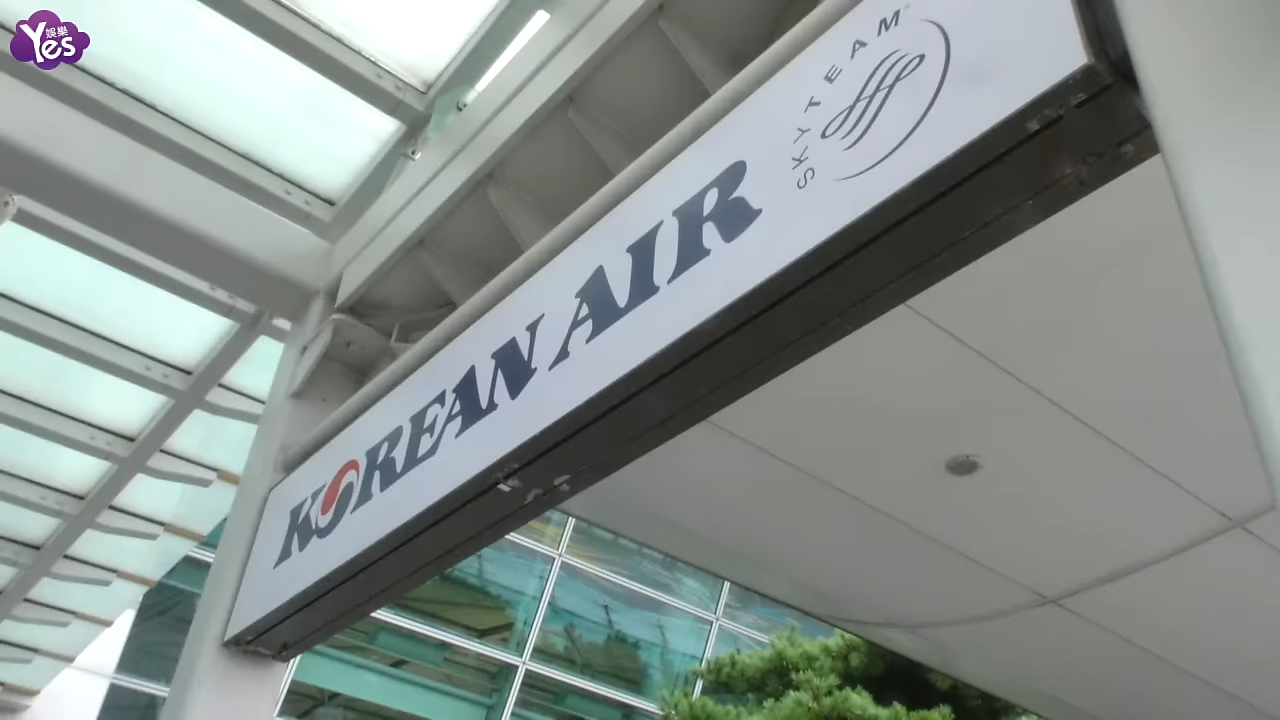 Yes 娛樂
KOREAN AIR
SKYTEAM